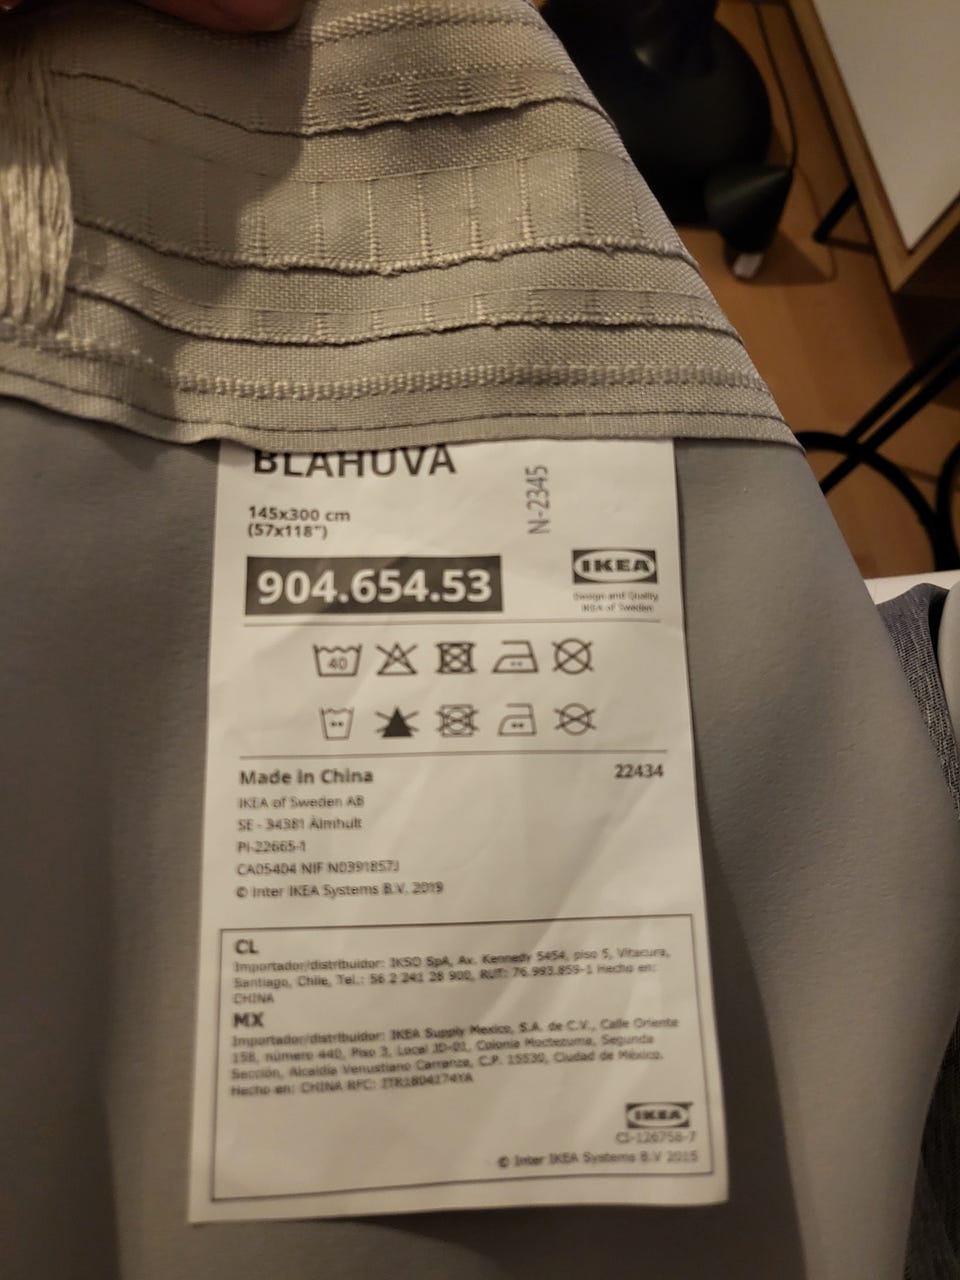 BLÅHUVA
145x300 cm
(57x118")
N-2345
904.654.53
IKEA
Design and Quality
IKEA of Sweden
40
Made in China
22434
IKEA of Sweden AB
SE - 34381 Älmhult
PI-22665-1
CA05404 NIF N0391857J
© Inter IKEA Systems B.V. 2019
CL
Importador/distribuidor: IKSO SpA, Av. Kennedy 5454, piso 5, Vitacura,
Santiago, Chile, Tel.: 56 2 241 28 900, RUT: 76.993.859-1 Hecho en:
CHINA
MX
Importador/distribuidor: IKEA Supply Mexico, S.A. de C.V., Calle Oriente
158, número 440, Piso 3, Local JD-01, Colonia Moctezuma, Segunda
Sección, Alcaldía Venustiano Carranza, C.P. 15530, Ciudad de México.
Hecho en: CHINA RFC: ITR1804174YA
IKEA
CI-126758-7
© Inter IKEA Systems B.V 2015